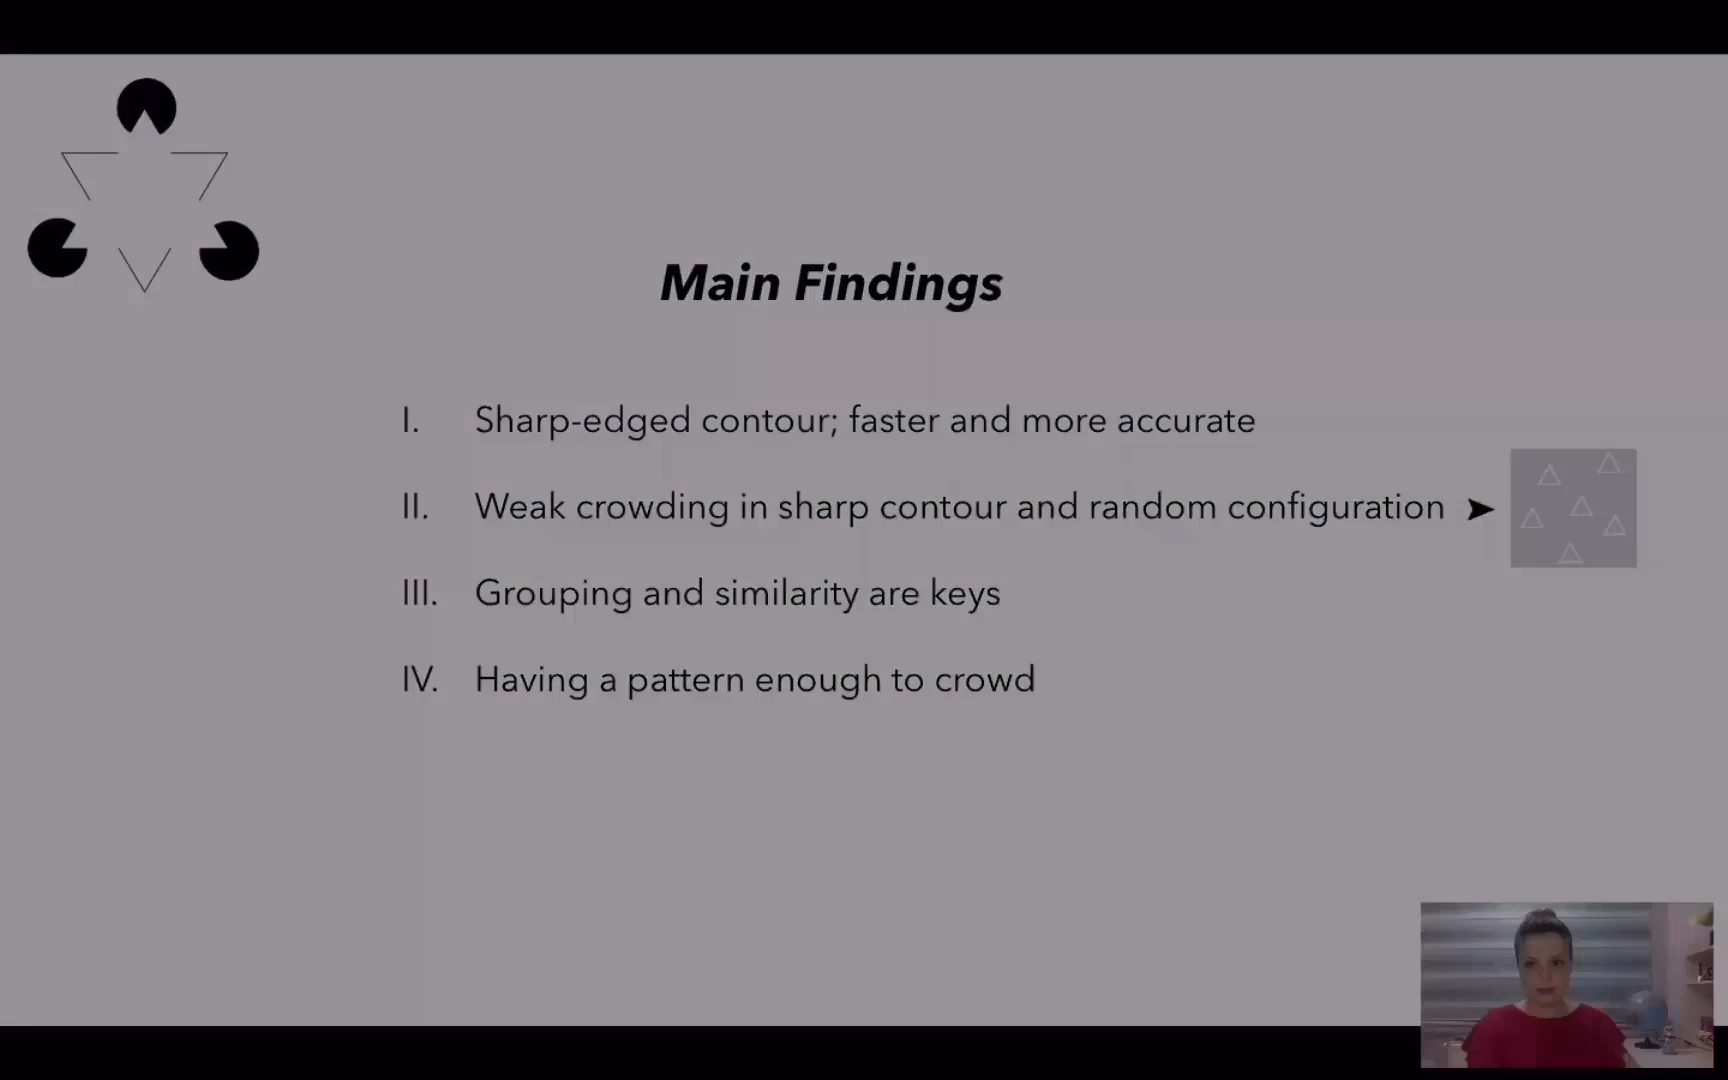 Main Findings
I. Sharp-edged contour; faster and more accurate
II. Weak crowding in sharp contour and random configuration ➤
III. Grouping and similarity are keys
IV. Having a pattern enough to crowd